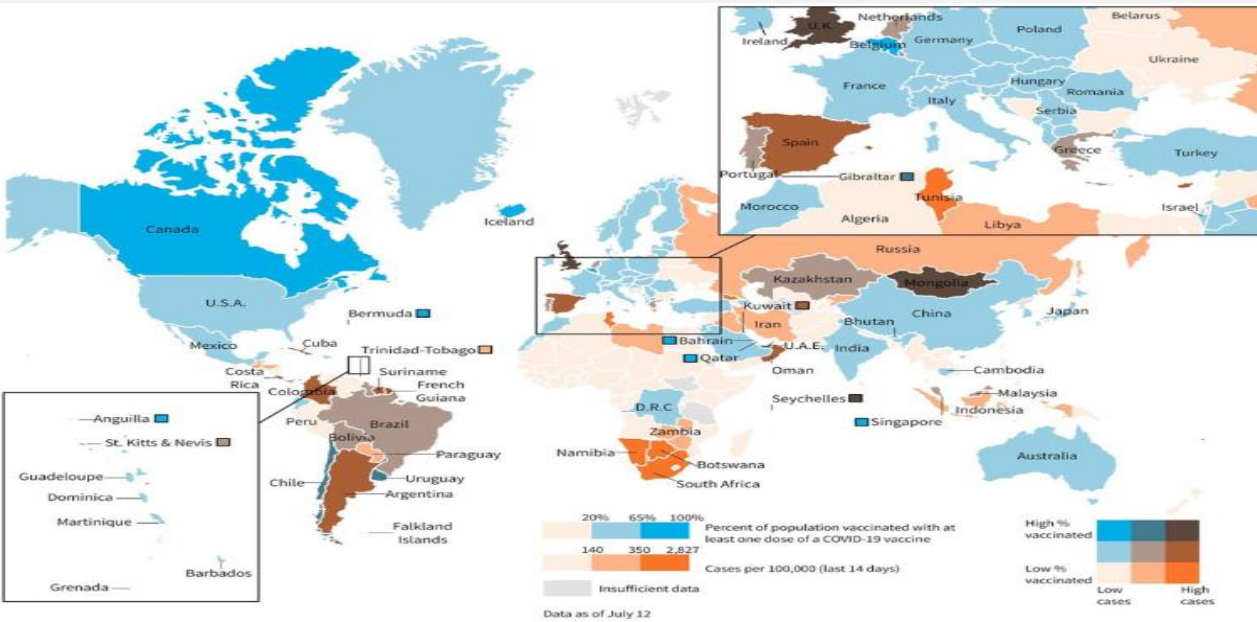 Netherlands
Belarus
U.K.
Ireland
Belgium
Germany
Poland
Ukraine
France
Hungary
Romania
Italy
Serbia
Spain
Greece
Turkey
Portugal
Gibraltar
Tunisia
Morocco
Algeria
Libya
Israel
Iceland
Canada
Russia
Kazakhstan
Mongolia
U.S.A.
Kuwait
Bermuda
China
Japan
Iran
Bhutan
Mexico
Cuba
Bahrain
U.A.E.
India
Trinidad-Tobago
Qatar
Oman
Cambodia
Costa
Rica
Suriname
French
Guiana
Colombia
Malaysia
Seychelles
Indonesia
Anguilla
Peru
Brazil
D.R.C
Singapore
St. Kitts & Nevis
Bolivia
Zambia
Paraguay
Namibia
Botswana
Australia
Guadeloupe
Chile
Uruguay
South Africa
Dominica
Argentina
Martinique
Falkland
Islands
Barbados
Grenada
20% 65% 100%
Percent of population vaccinated with at
least one dose of a COVID-19 vaccine
140 350 2,827
Cases per 100,000 (last 14 days)
Insufficient data
Data as of July 12
High %
vaccinated
Low %
vaccinated
Low
cases
High
cases